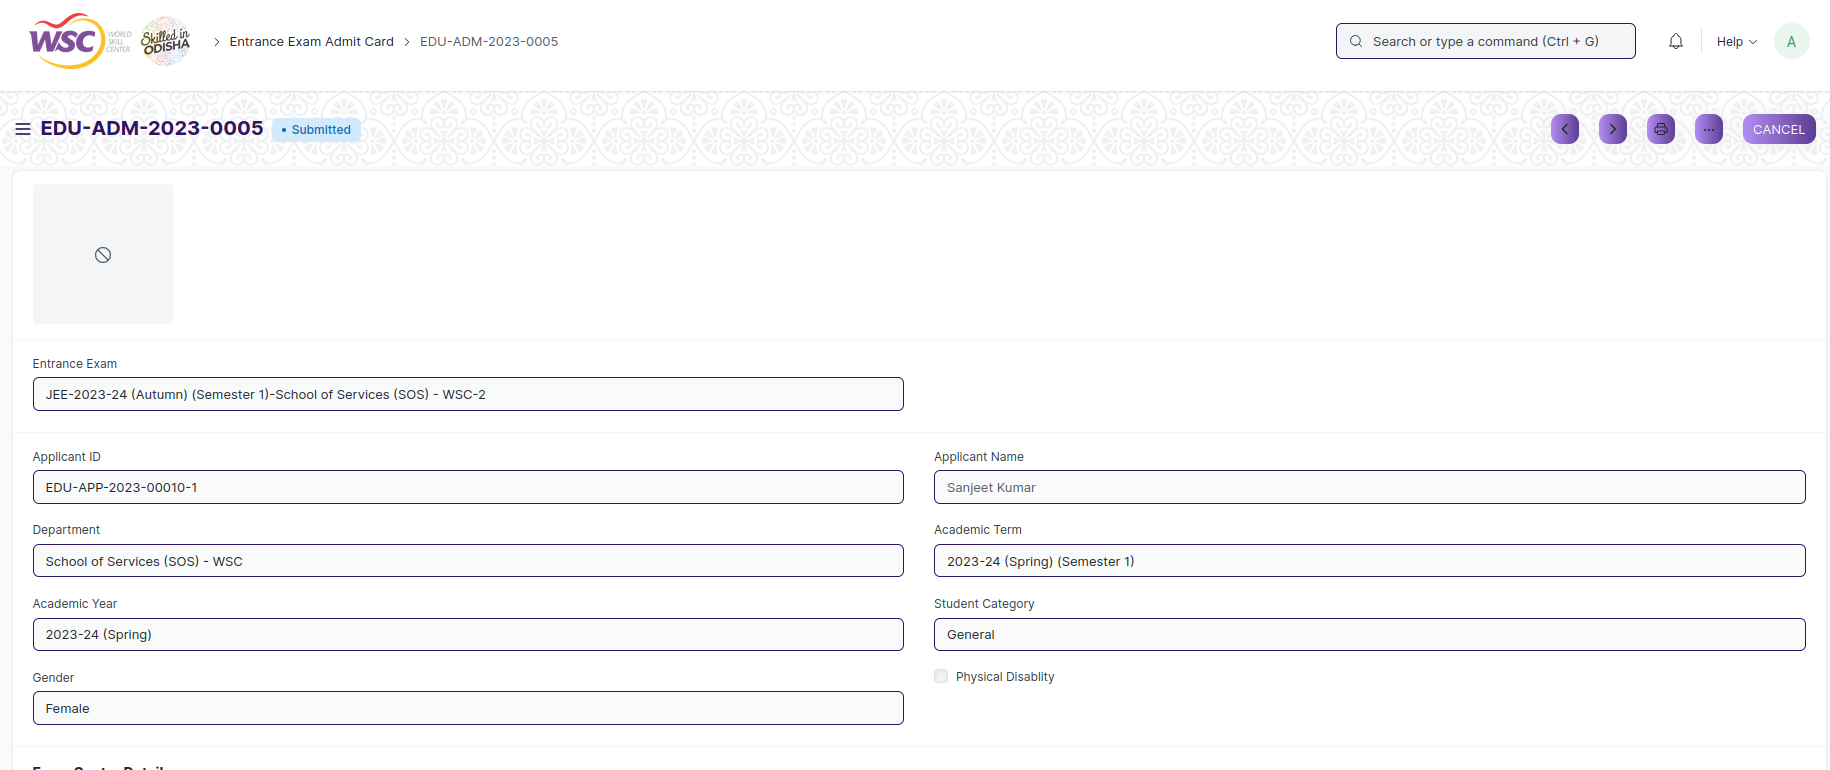 WSC WORLD SKILL CENTER Skilled in ODISHA > Entrance Exam Admit Card > EDU-ADM-2023-0005 Search or type a command (Ctrl + G) Help A
EDU-ADM-2023-0005 • Submitted ... CANCEL
Entrance Exam
JEE-2023-24 (Autumn) (Semester 1)-School of Services (SOS) - WSC-2
Applicant ID
EDU-APP-2023-00010-1
Applicant Name
Sanjeet Kumar
Department
School of Services (SOS) - WSC
Academic Term
2023-24 (Spring) (Semester 1)
Academic Year
2023-24 (Spring)
Student Category
General
Gender
Female
Physical Disablity